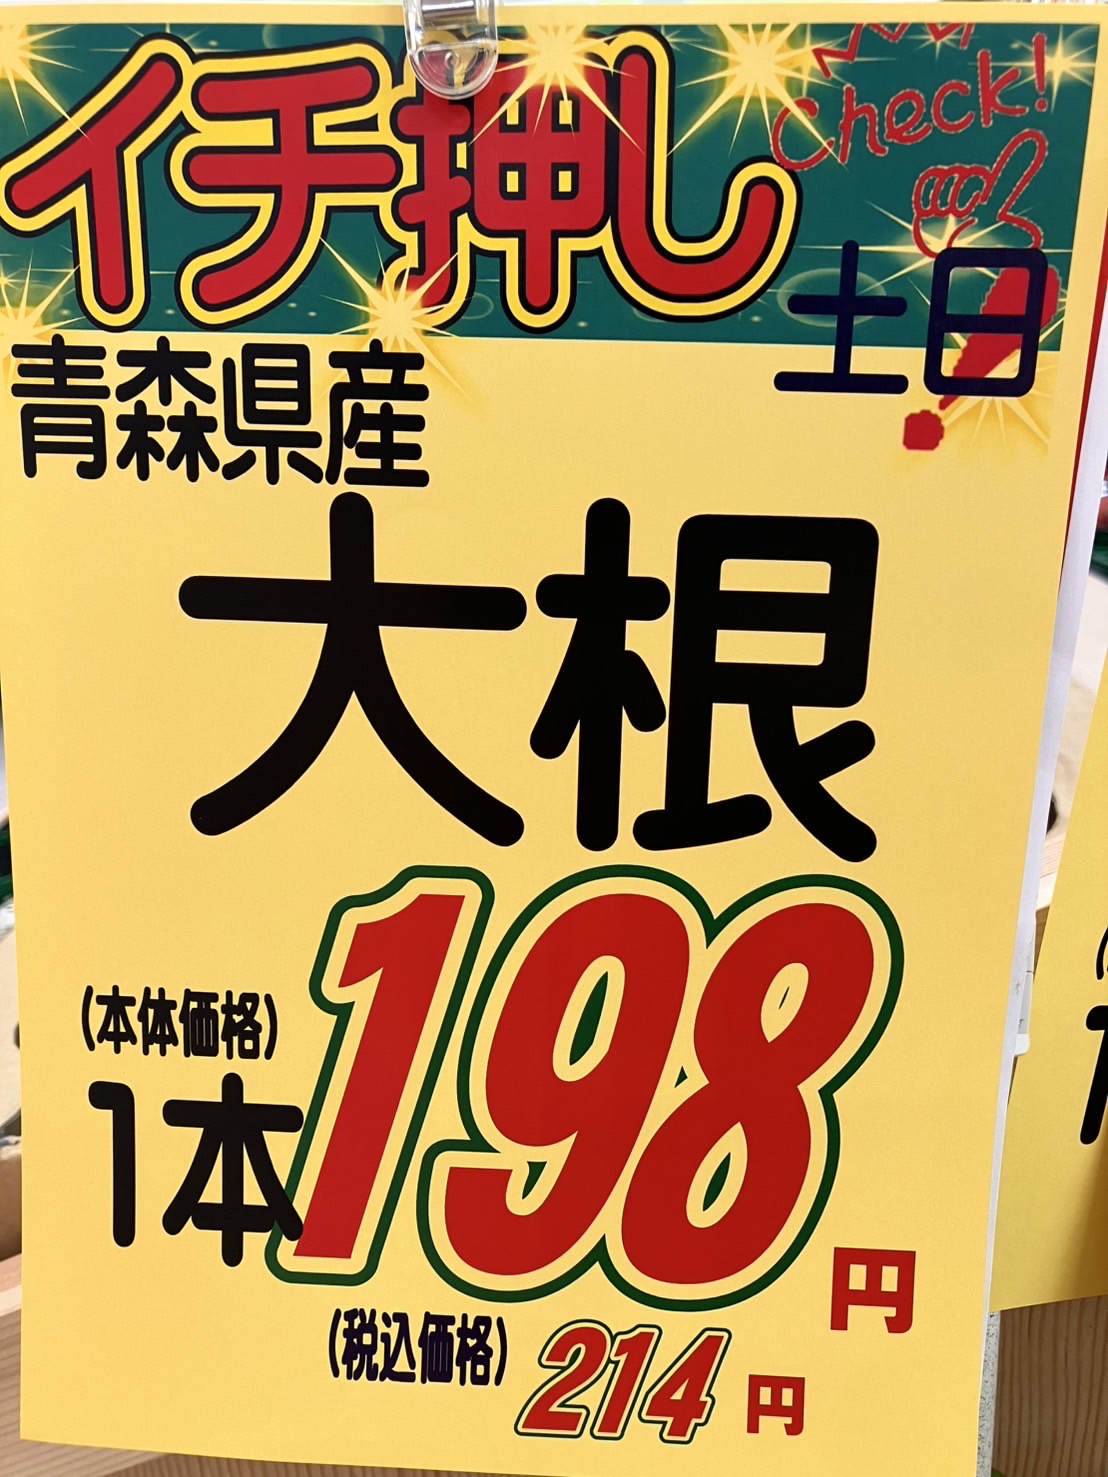 イチ押し
Check!
土日
青森県産
大根
(本体価格)
1本 198円
(税込価格) 214円